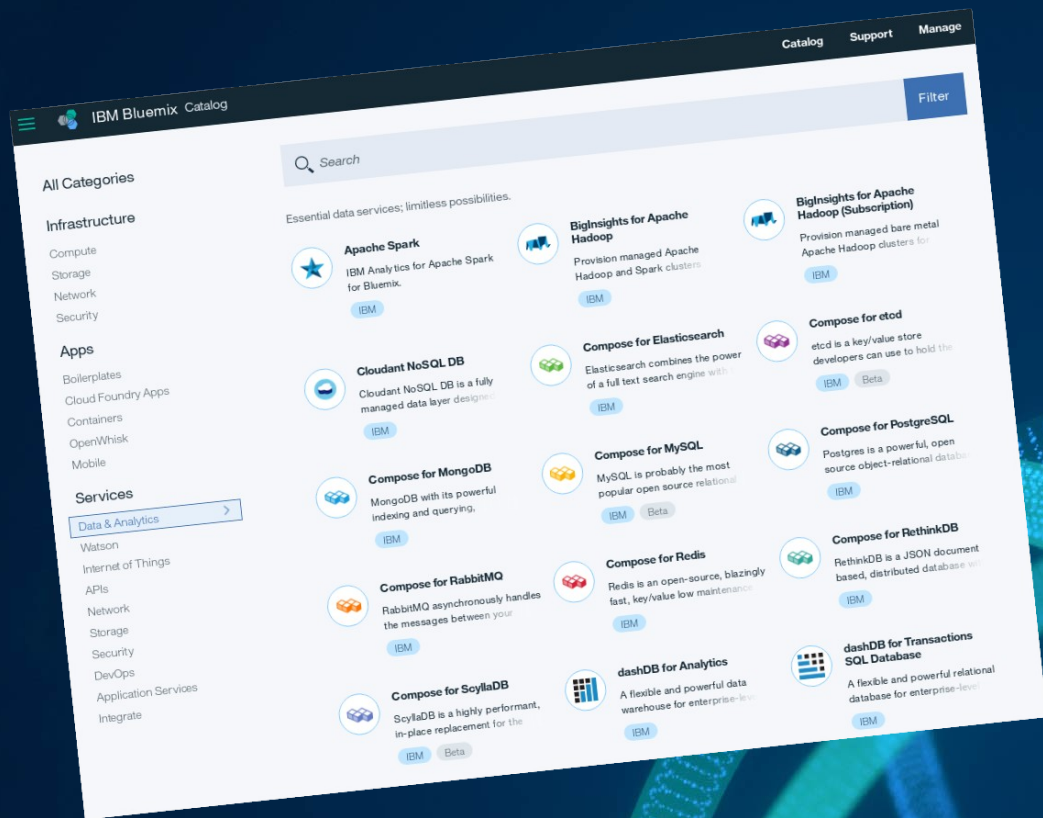 Catalog Support Manage
IBM Bluemix Catalog
Search
Filter
All Categories
Infrastructure
Compute
Storage
Network
Security
Apps
Boilerplates
Cloud Foundry Apps
Containers
OpenWhisk
Mobile
Services
Data & Analytics
Watson
Internet of Things
APIs
Network
Storage
Security
DevOps
Application Services
Integrate
Essential data services; limitless possibilities.
Apache Spark
IBM Analytics for Apache Spark
for Bluemix.
IBM
BigInsights for Apache
Hadoop
Provision managed Apache
Hadoop and Spark clusters
IBM
BigInsights for Apache
Hadoop (Subscription)
Provision managed bare metal
Apache Hadoop clusters for
IBM
Cloudant NoSQL DB
Cloudant NoSQL DB is a fully
managed data layer designed
IBM
Compose for Elasticsearch
Elasticsearch combines the power
of a full text search engine with
IBM
Compose for etcd
etcd is a key/value store
developers can use to hold the
IBM Beta
Compose for MongoDB
MongoDB with its powerful
indexing and querying,
IBM
Compose for MySQL
MySQL is probably the most
popular open source relational
IBM Beta
Compose for PostgreSQL
Postgres is a powerful, open
source object-relational
IBM
Compose for RabbitMQ
RabbitMQ asynchronously handles
the messages between your
IBM
Compose for Redis
Redis is an open-source, blazingly
fast, key/value low maintenance
IBM
Compose for RethinkDB
RethinkDB is a JSON document
based, distributed database
IBM
Compose for ScyllaDB
ScyllaDB is a highly performant,
in-place replacement for the
IBM Beta
dashDB for Analytics
A flexible and powerful data
warehouse for
IBM
dashDB for Transactions
SQL Database
A flexible and powerful relational
database for
IBM